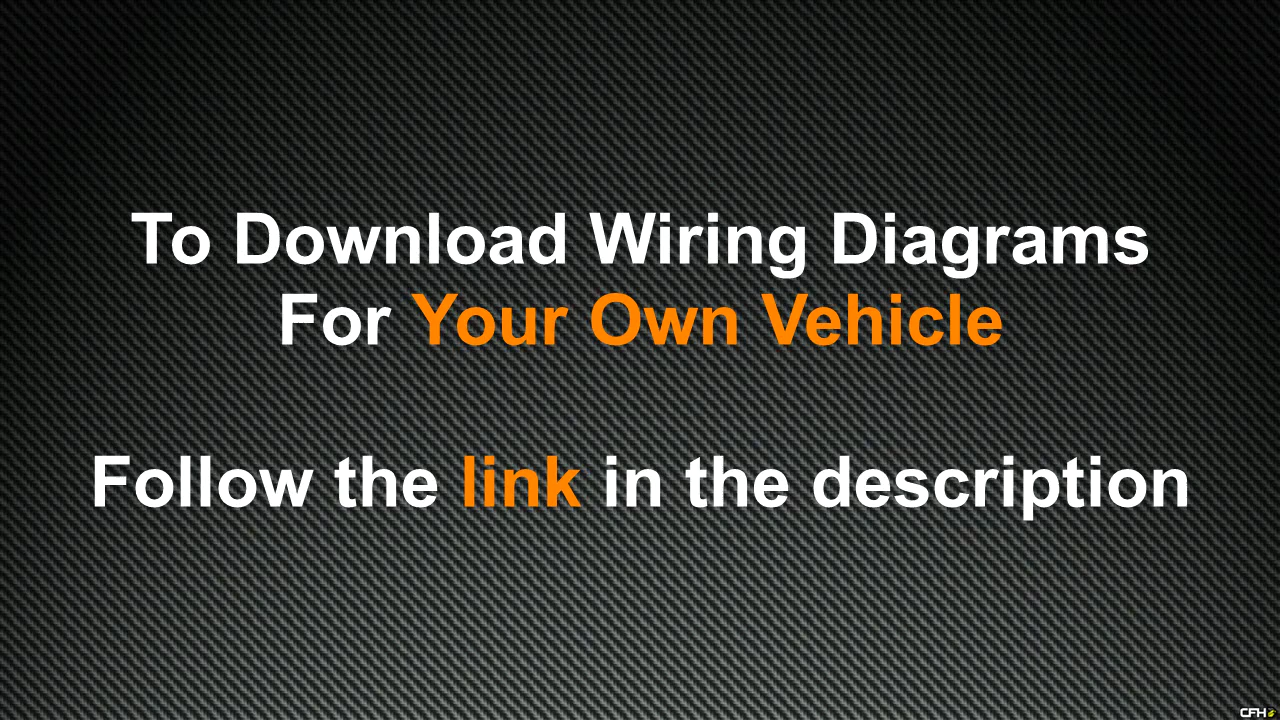 To Download Wiring Diagrams
For Your Own Vehicle
Follow the link in the description
CFH